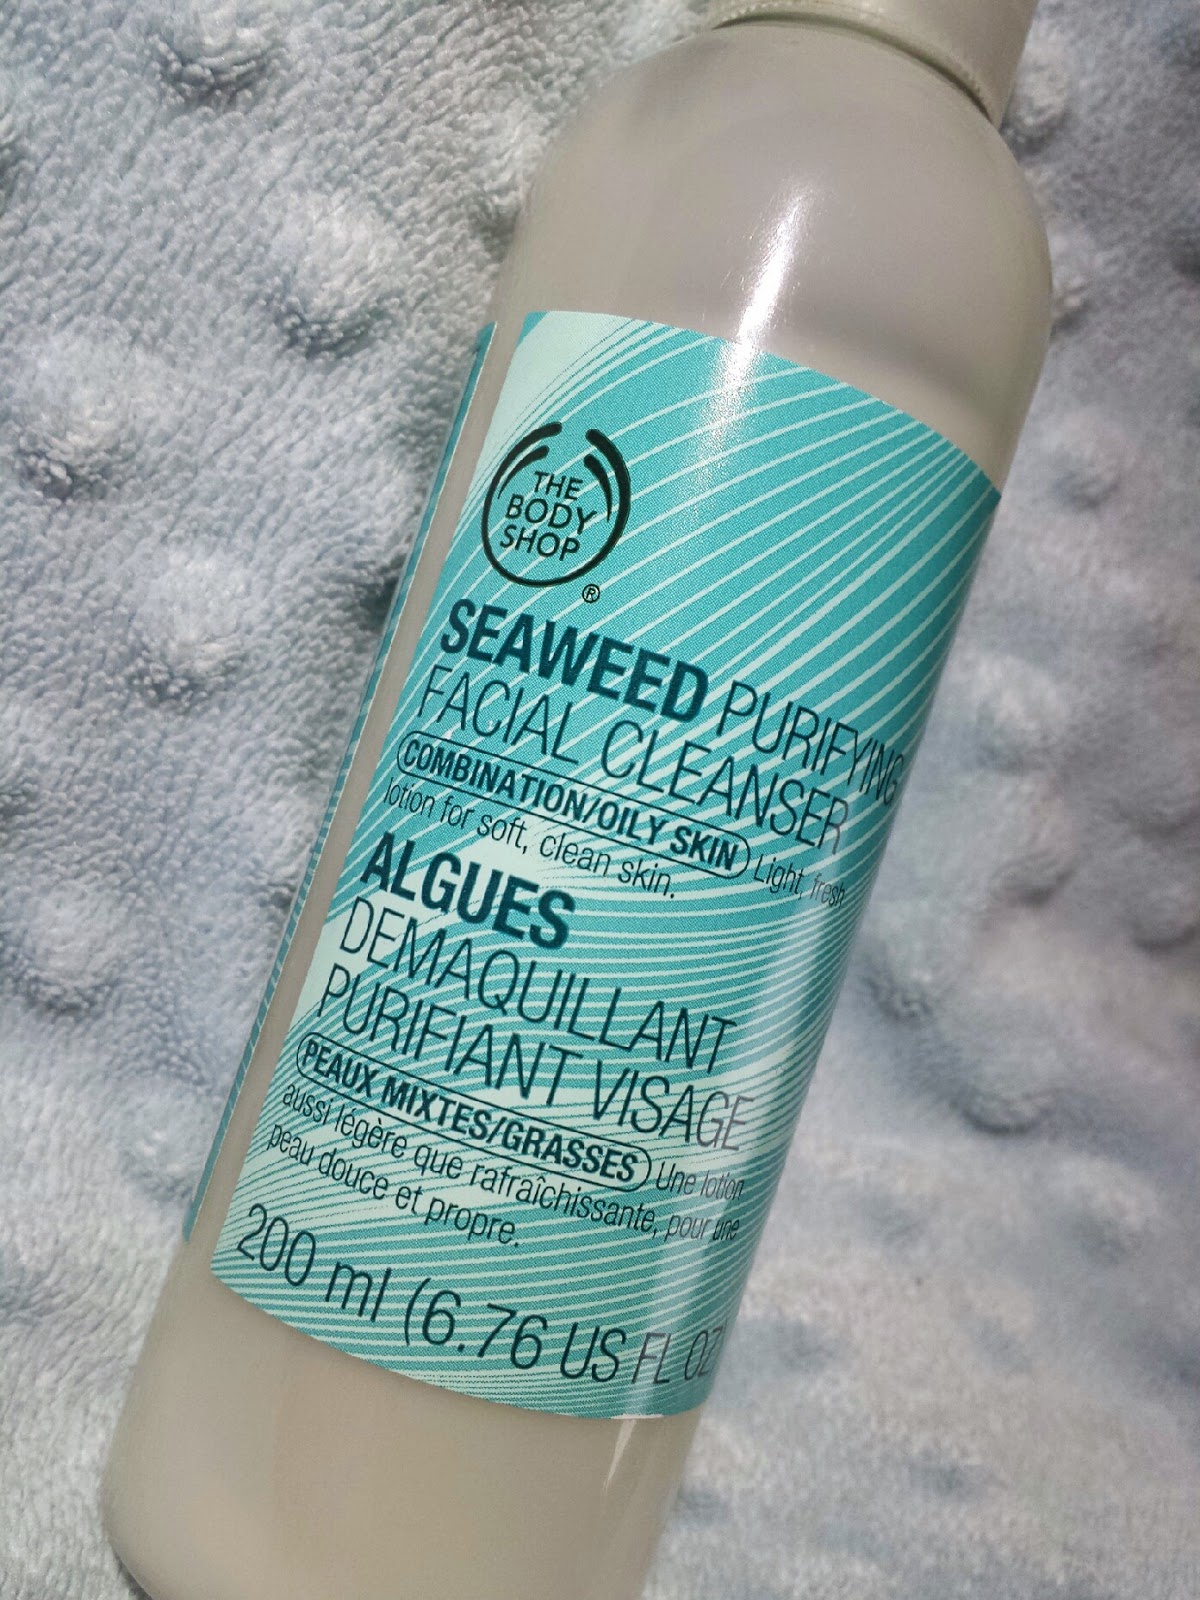 THE
BODY
SHOP
®
SEAWEED PURIFYING
FACIAL CLEANSER
COMBINATION/OILY SKIN Light, fresh
lotion for soft, clean skin.
ALGUES
DEMAQUILLANT
PURIFIANT VISAGE
PEAUX MIXTES/GRASSES Une lotion
aussi légère que rafraîchissante, pour une
peau douce et propre.
200 ml (6.76 US FL OZ)